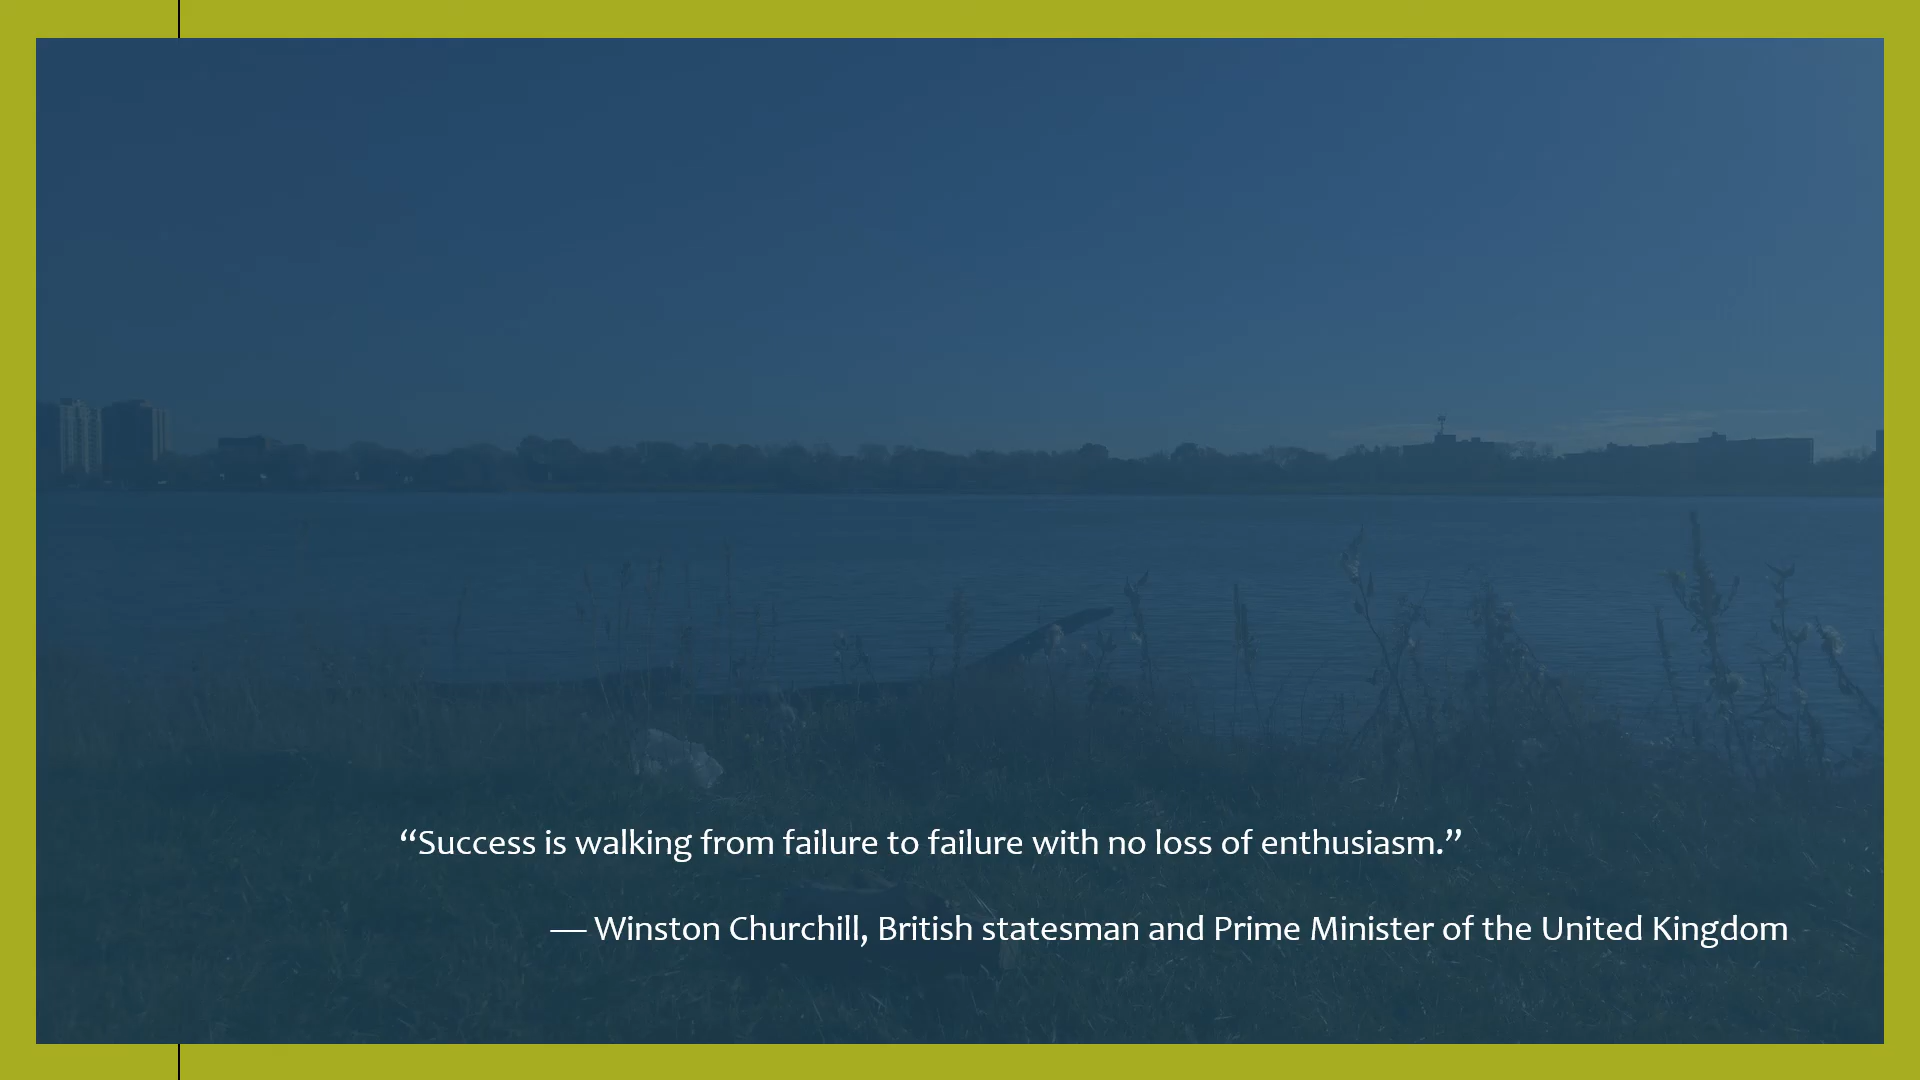 “Success is walking from failure to failure with no loss of enthusiasm.”
— Winston Churchill, British statesman and Prime Minister of the United Kingdom